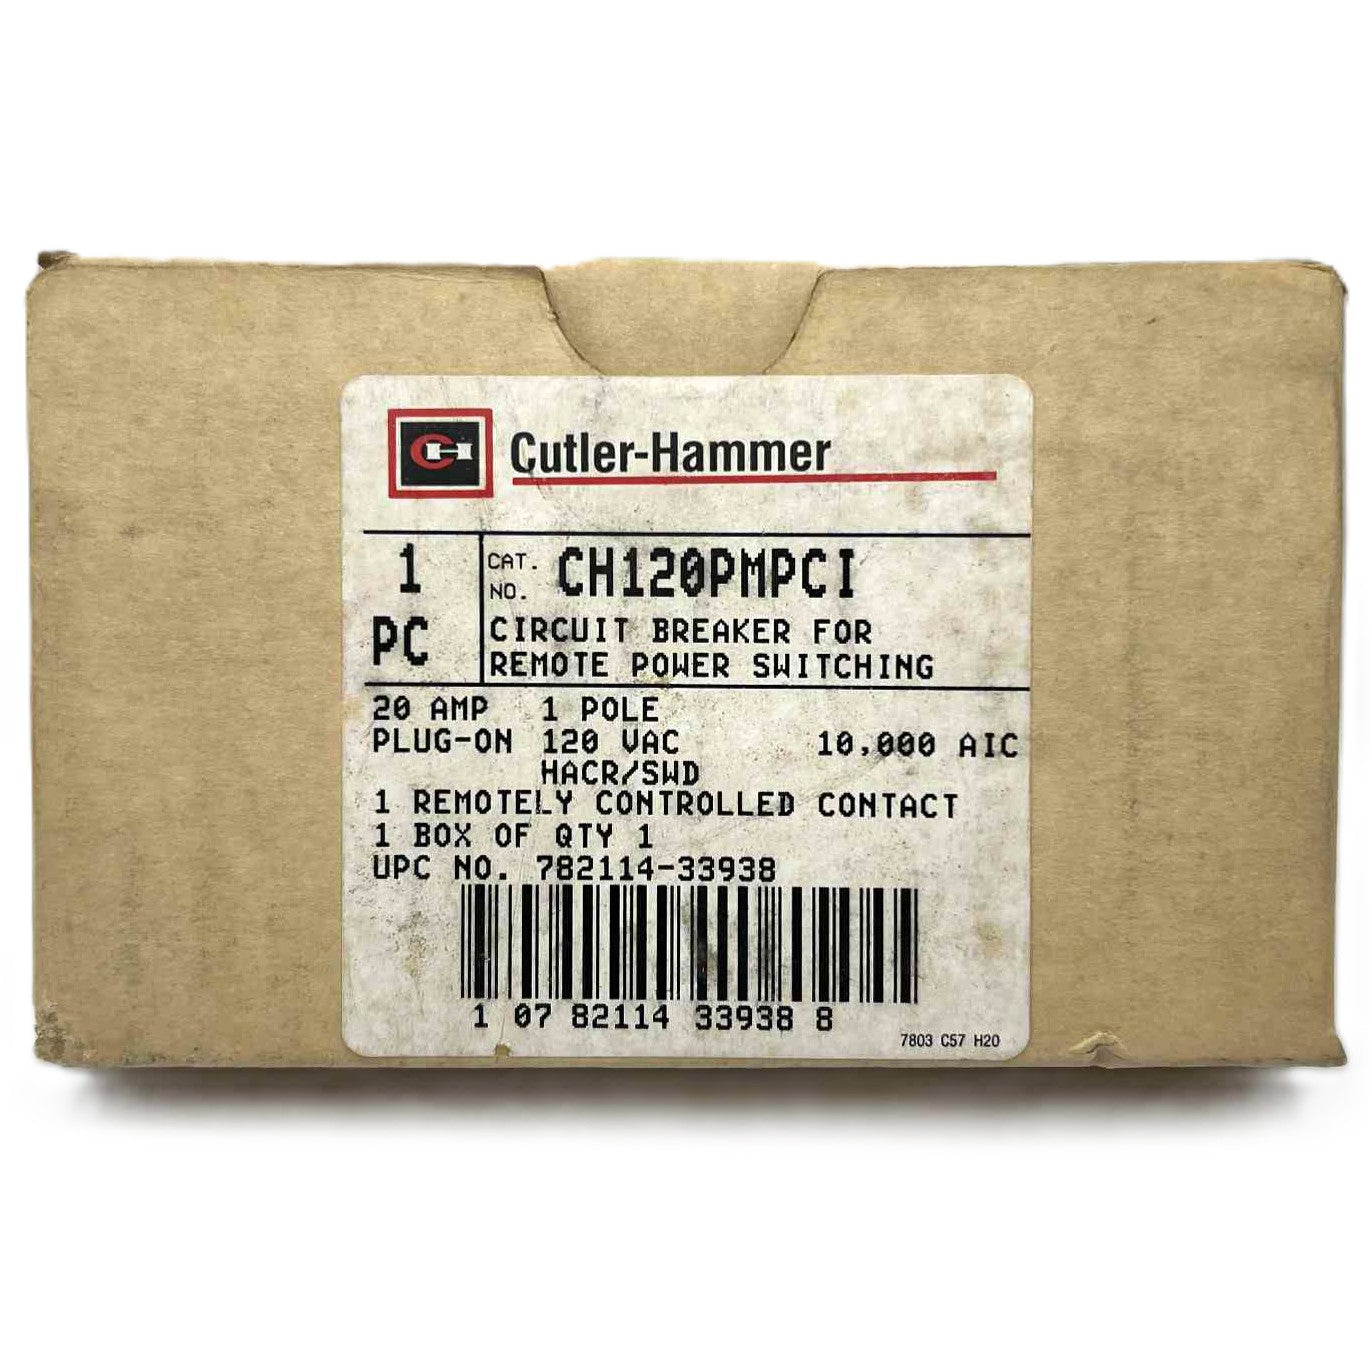 CH Cutler-Hammer
1 PC
CAT. NO. CH120PMPCI
CIRCUIT BREAKER FOR
REMOTE POWER SWITCHING
20 AMP 1 POLE
PLUG-ON 120 VAC 10,000 AIC
HACR/SWD
1 REMOTELY CONTROLLED CONTACT
1 BOX OF QTY 1
UPC NO. 782114-33938
1 07 82114 33938 8
7803 C57 H20